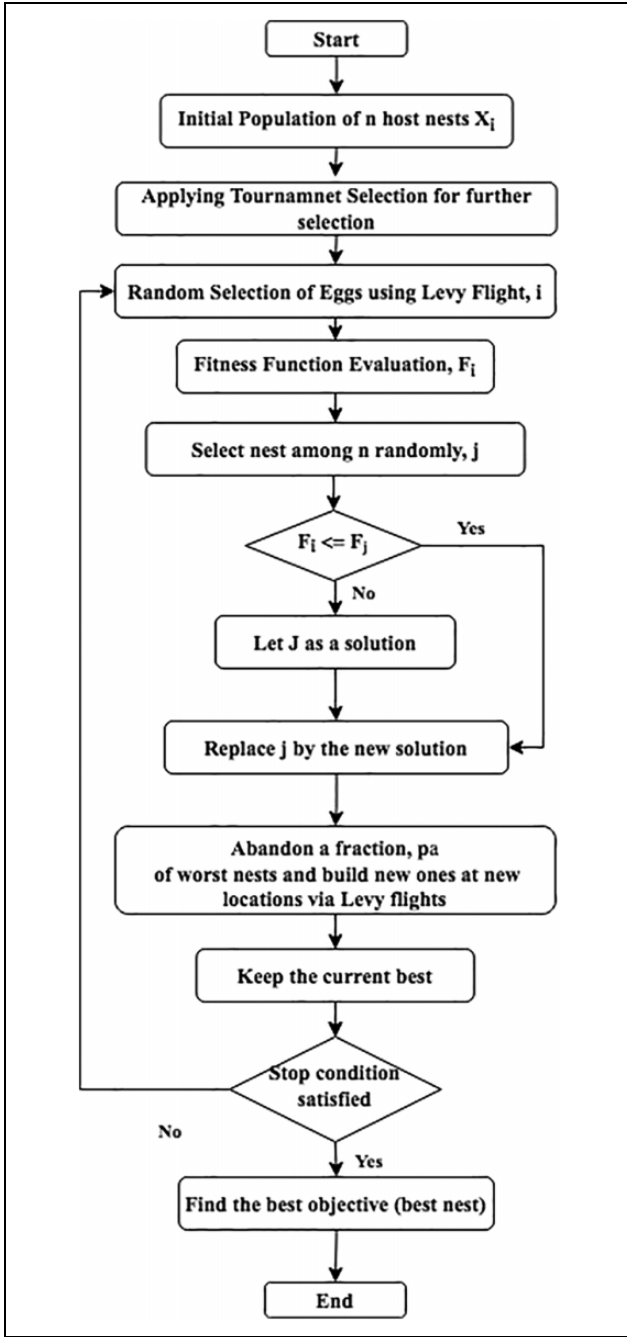 Start
Initial Population of n host nests Xi
Applying Tournamnet Selection for further
selection
Random Selection of Eggs using Levy Flight, i
Fitness Function Evaluation, Fi
Select nest among n randomly, j
Fi <= Fj
Yes
No
Let J as a solution
Replace j by the new solution
Abandon a fraction, pa
of worst nests and build new ones at new
locations via Levy flights
Keep the current best
Stop condition
satisfied
No
Yes
Find the best objective (best nest)
End